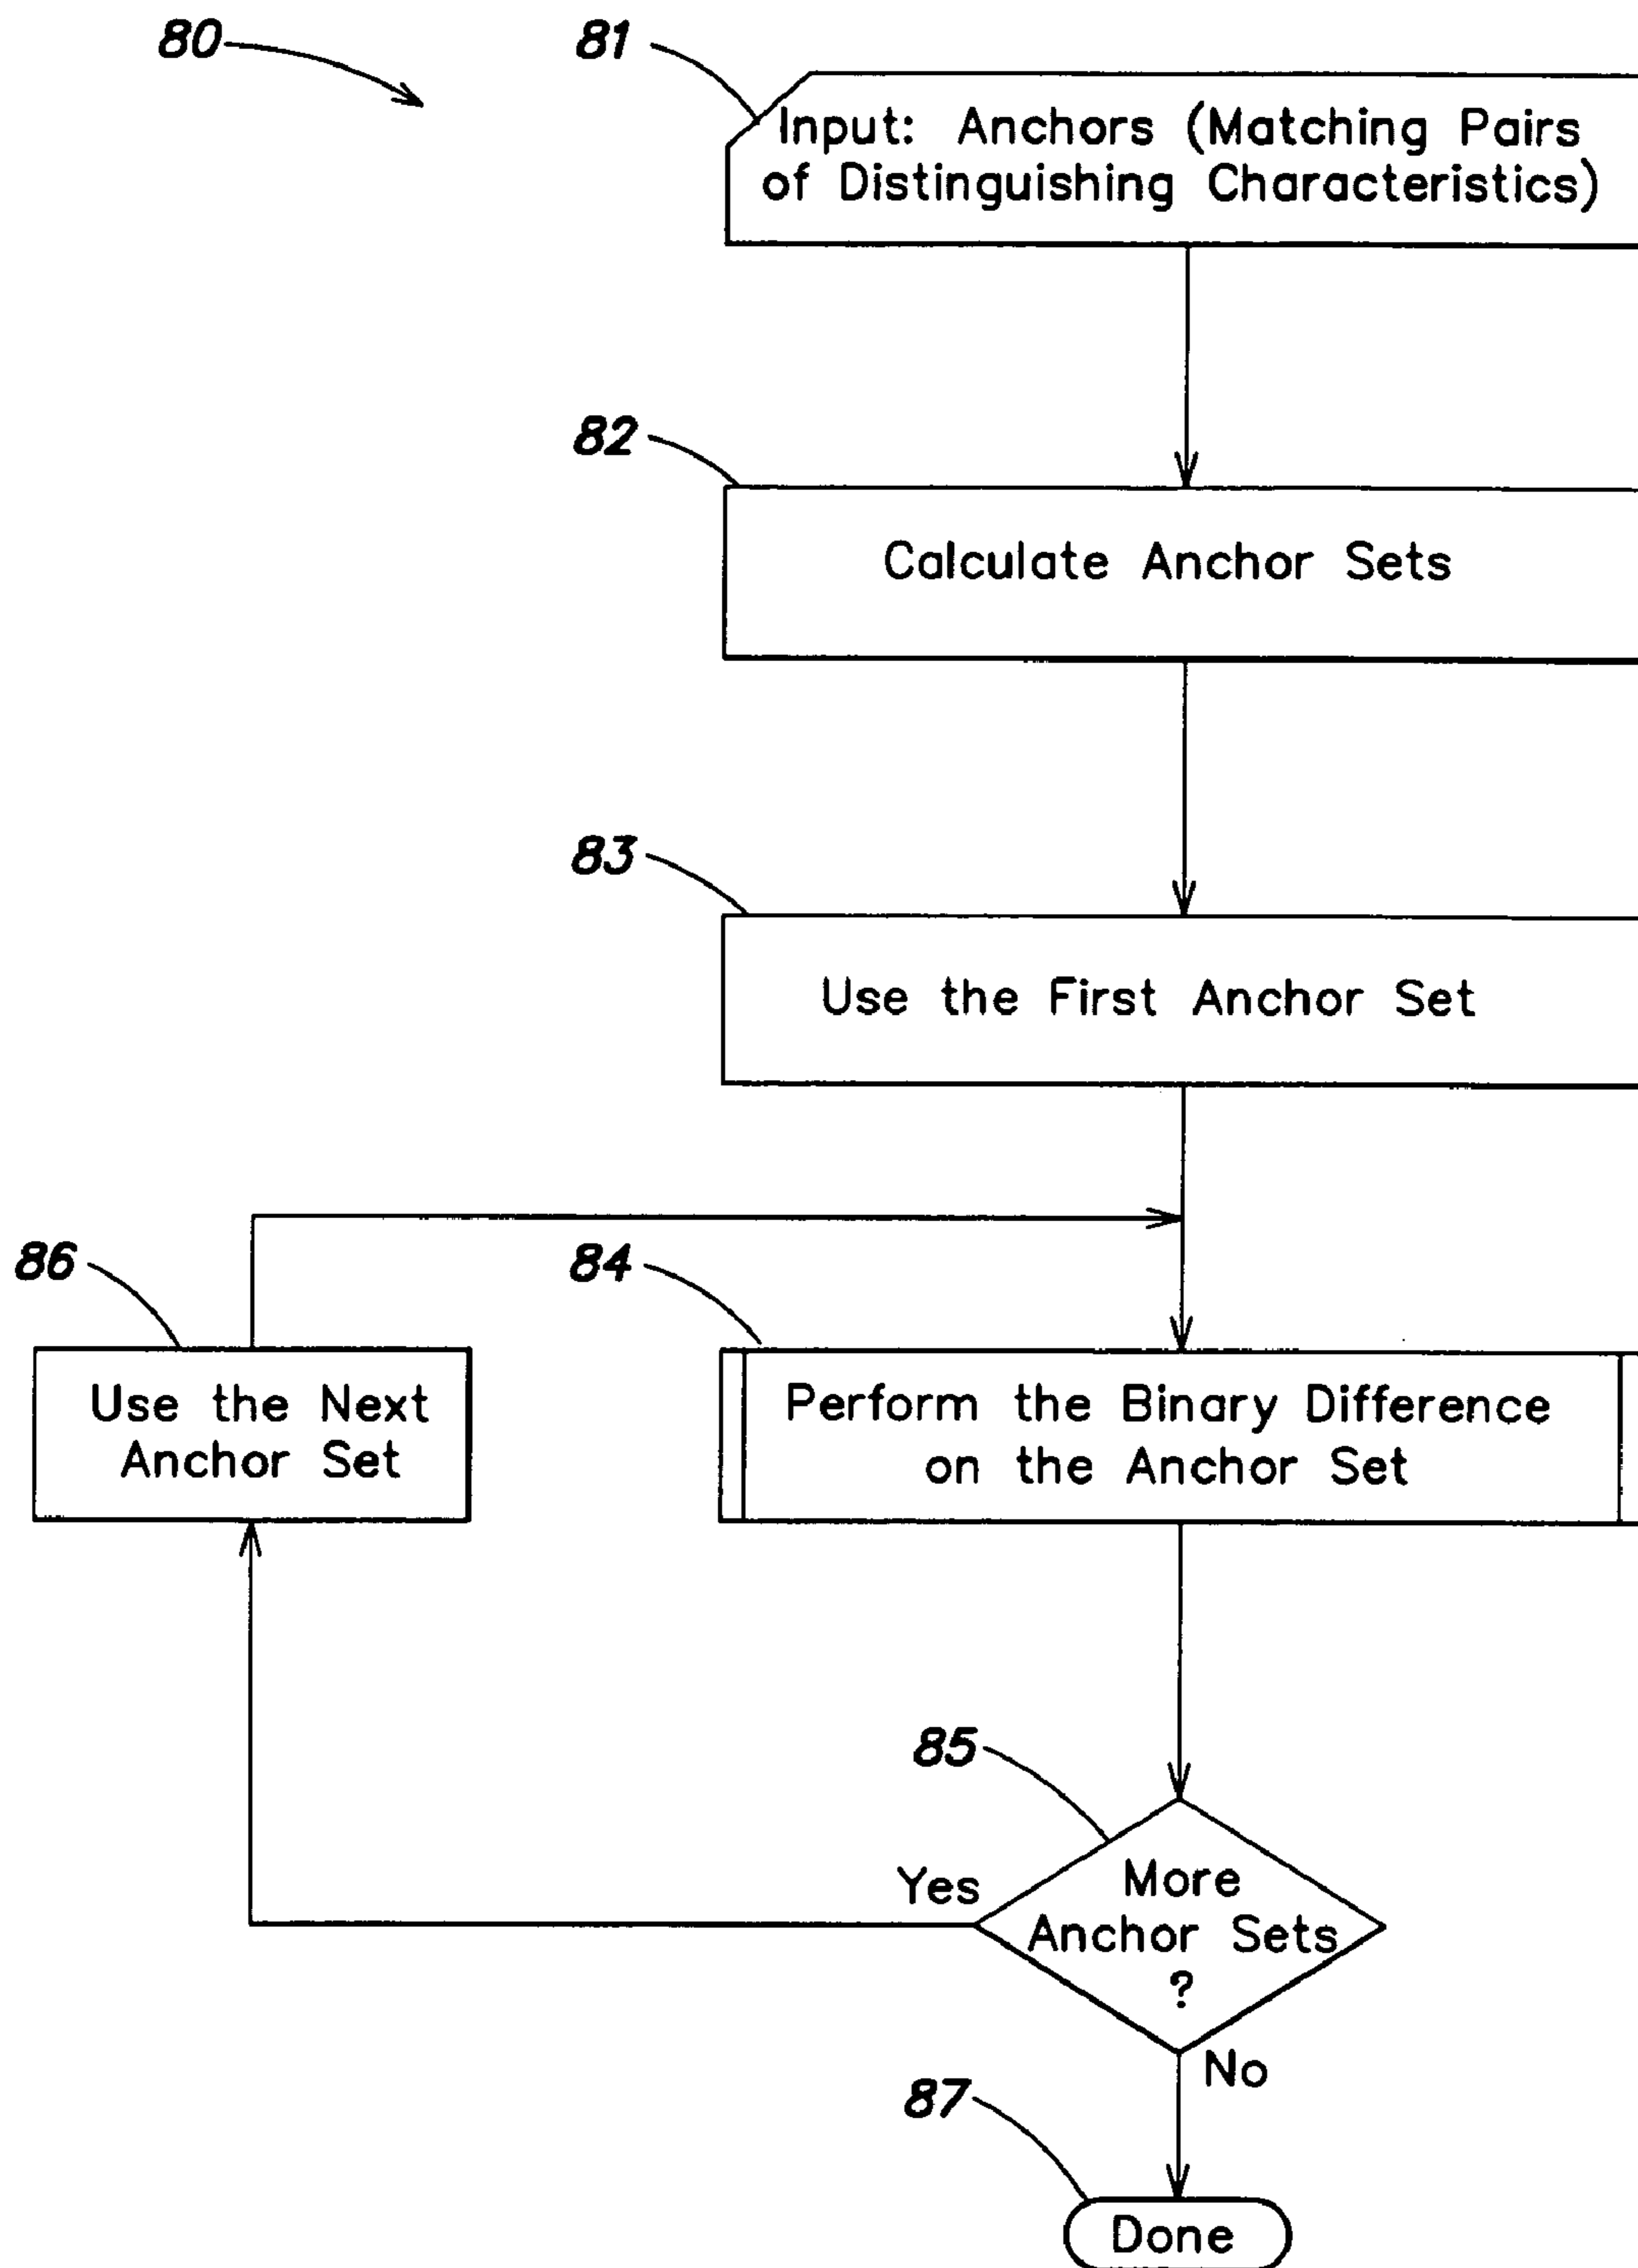 80
81
Input: Anchors (Matching Pairs
of Distinguishing Characteristics)
82
Calculate Anchor Sets
83
Use the First Anchor Set
86
84
Use the Next
Anchor Set
Perform the Binary Difference
on the Anchor Set
85
Yes
More
Anchor Sets
?
No
87
Done